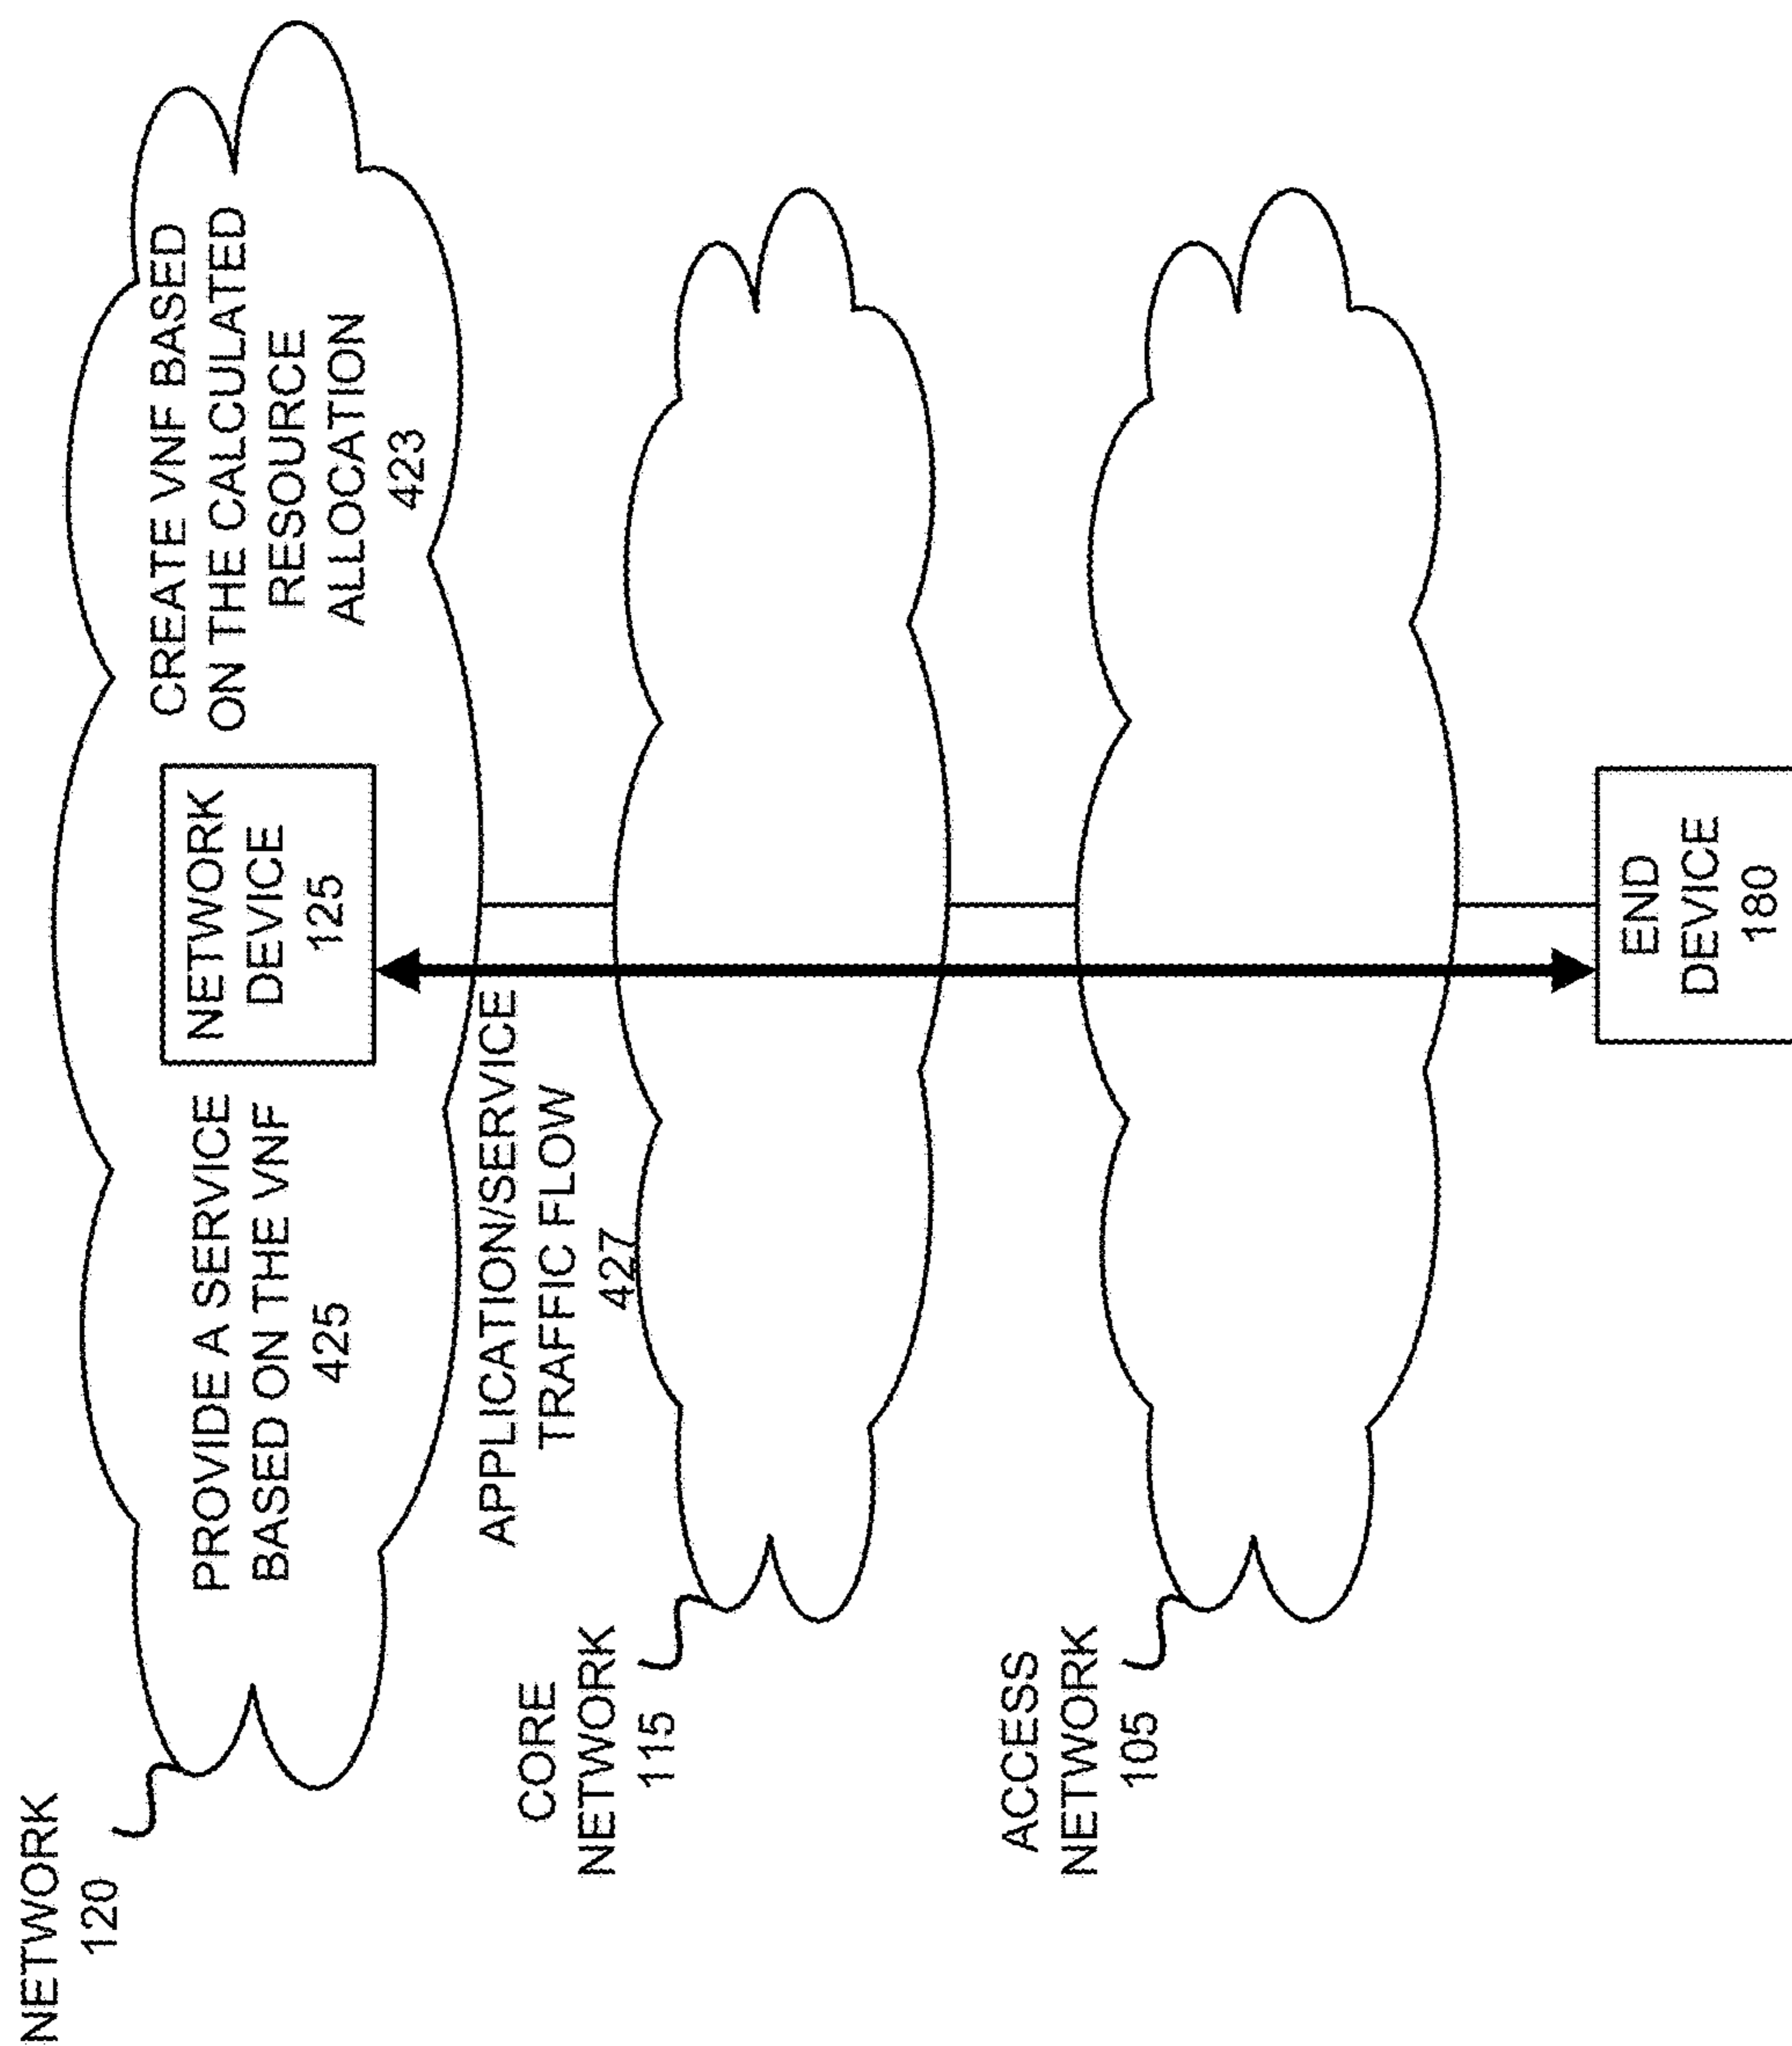 NETWORK
120
PROVIDE A SERVICE
BASED ON THE VNF
425
NETWORK
DEVICE
125
CREATE VNF BASED
ON THE CALCULATED
RESOURCE
ALLOCATION
423
APPLICATION/SERVICE
TRAFFIC FLOW
427
CORE
NETWORK
115
ACCESS
NETWORK
105
END
DEVICE
180